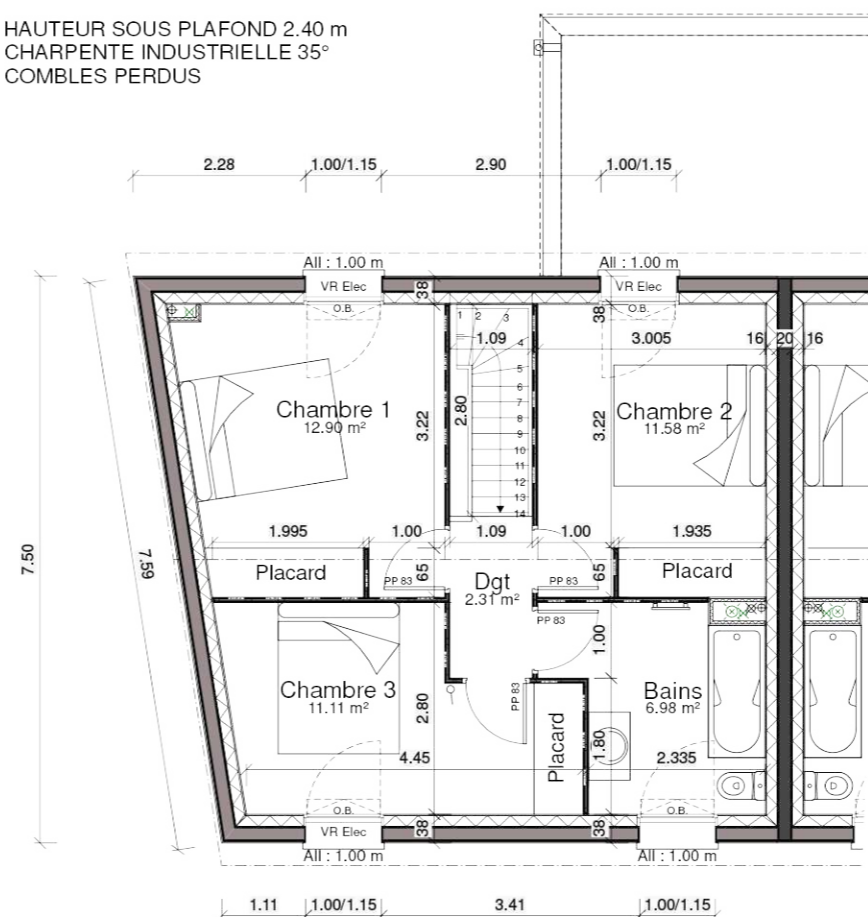 HAUTEUR SOUS PLAFOND 2.40 m
CHARPENTE INDUSTRIELLE 35°
COMBLES PERDUS
2.28
1.00/1.15
2.90
1.00/1.15
All : 1.00 m
All : 1.00 m
VR Elec
VR Elec
O.B.
O.B.
38
38
1 2 3
1.09
4
3.005
16 20 16
5
6
7
8
9
10
11
12
13
14
2.80
Chambre 1
12.90 m²
3.22
3.22
Chambre 2
11.58 m²
7.50
7.59
1.995
1.00
1.09
1.00
1.935
Placard
65
PP 83
Dgt
2.31 m²
PP 83
65
Placard
PP 83
1.00
Chambre 3
11.11 m²
2.80
PP 83
Placard
Bains
6.98 m²
1.80
4.45
2.335
O.B.
O.B.
VR Elec
38
38
All : 1.00 m
All : 1.00 m
1.11
1.00/1.15
3.41
1.00/1.15